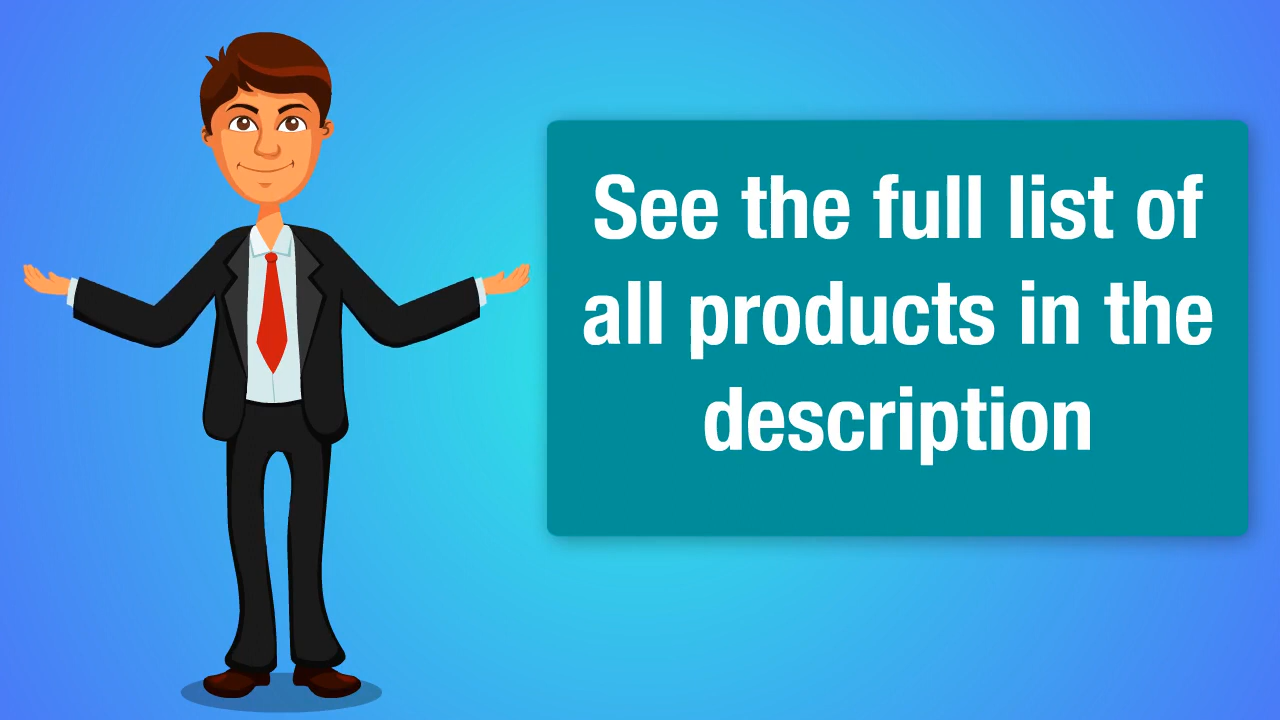 See the full list of
all products in the
description